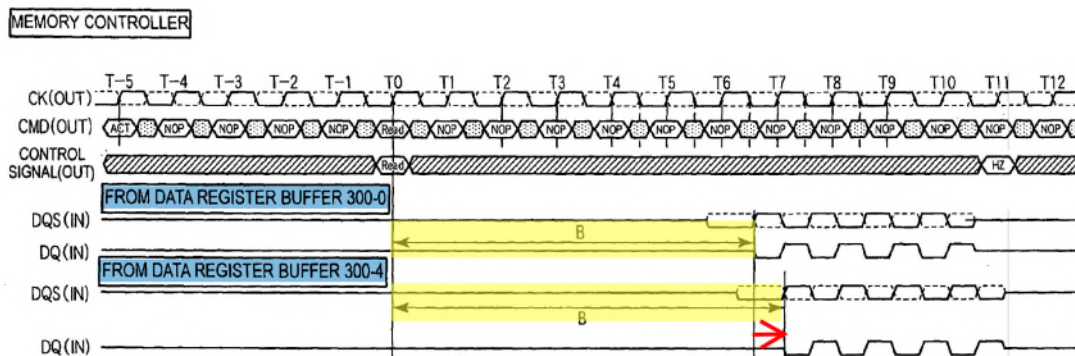 MEMORY CONTROLLER
T-5 T-4 T-3 T-2 T-1 T0 T1 T2 T3 T4 T5 T6 T7 T8 T9 T10 T11 T12
CK(OUT)
CMD(OUT) ACT NOP NOP NOP NOP Read NOP NOP NOP NOP NOP NOP NOP NOP NOP NOP NOP NOP
CONTROL
SIGNAL(OUT) Read HZ
FROM DATA REGISTER BUFFER 300-0
DQS(IN)
B
DQ(IN)
FROM DATA REGISTER BUFFER 300-4
DQS(IN)
B
DQ(IN)